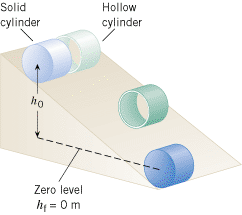 Solid
cylinder
Hollow
cylinder
h0
Zero level
hf = 0 m